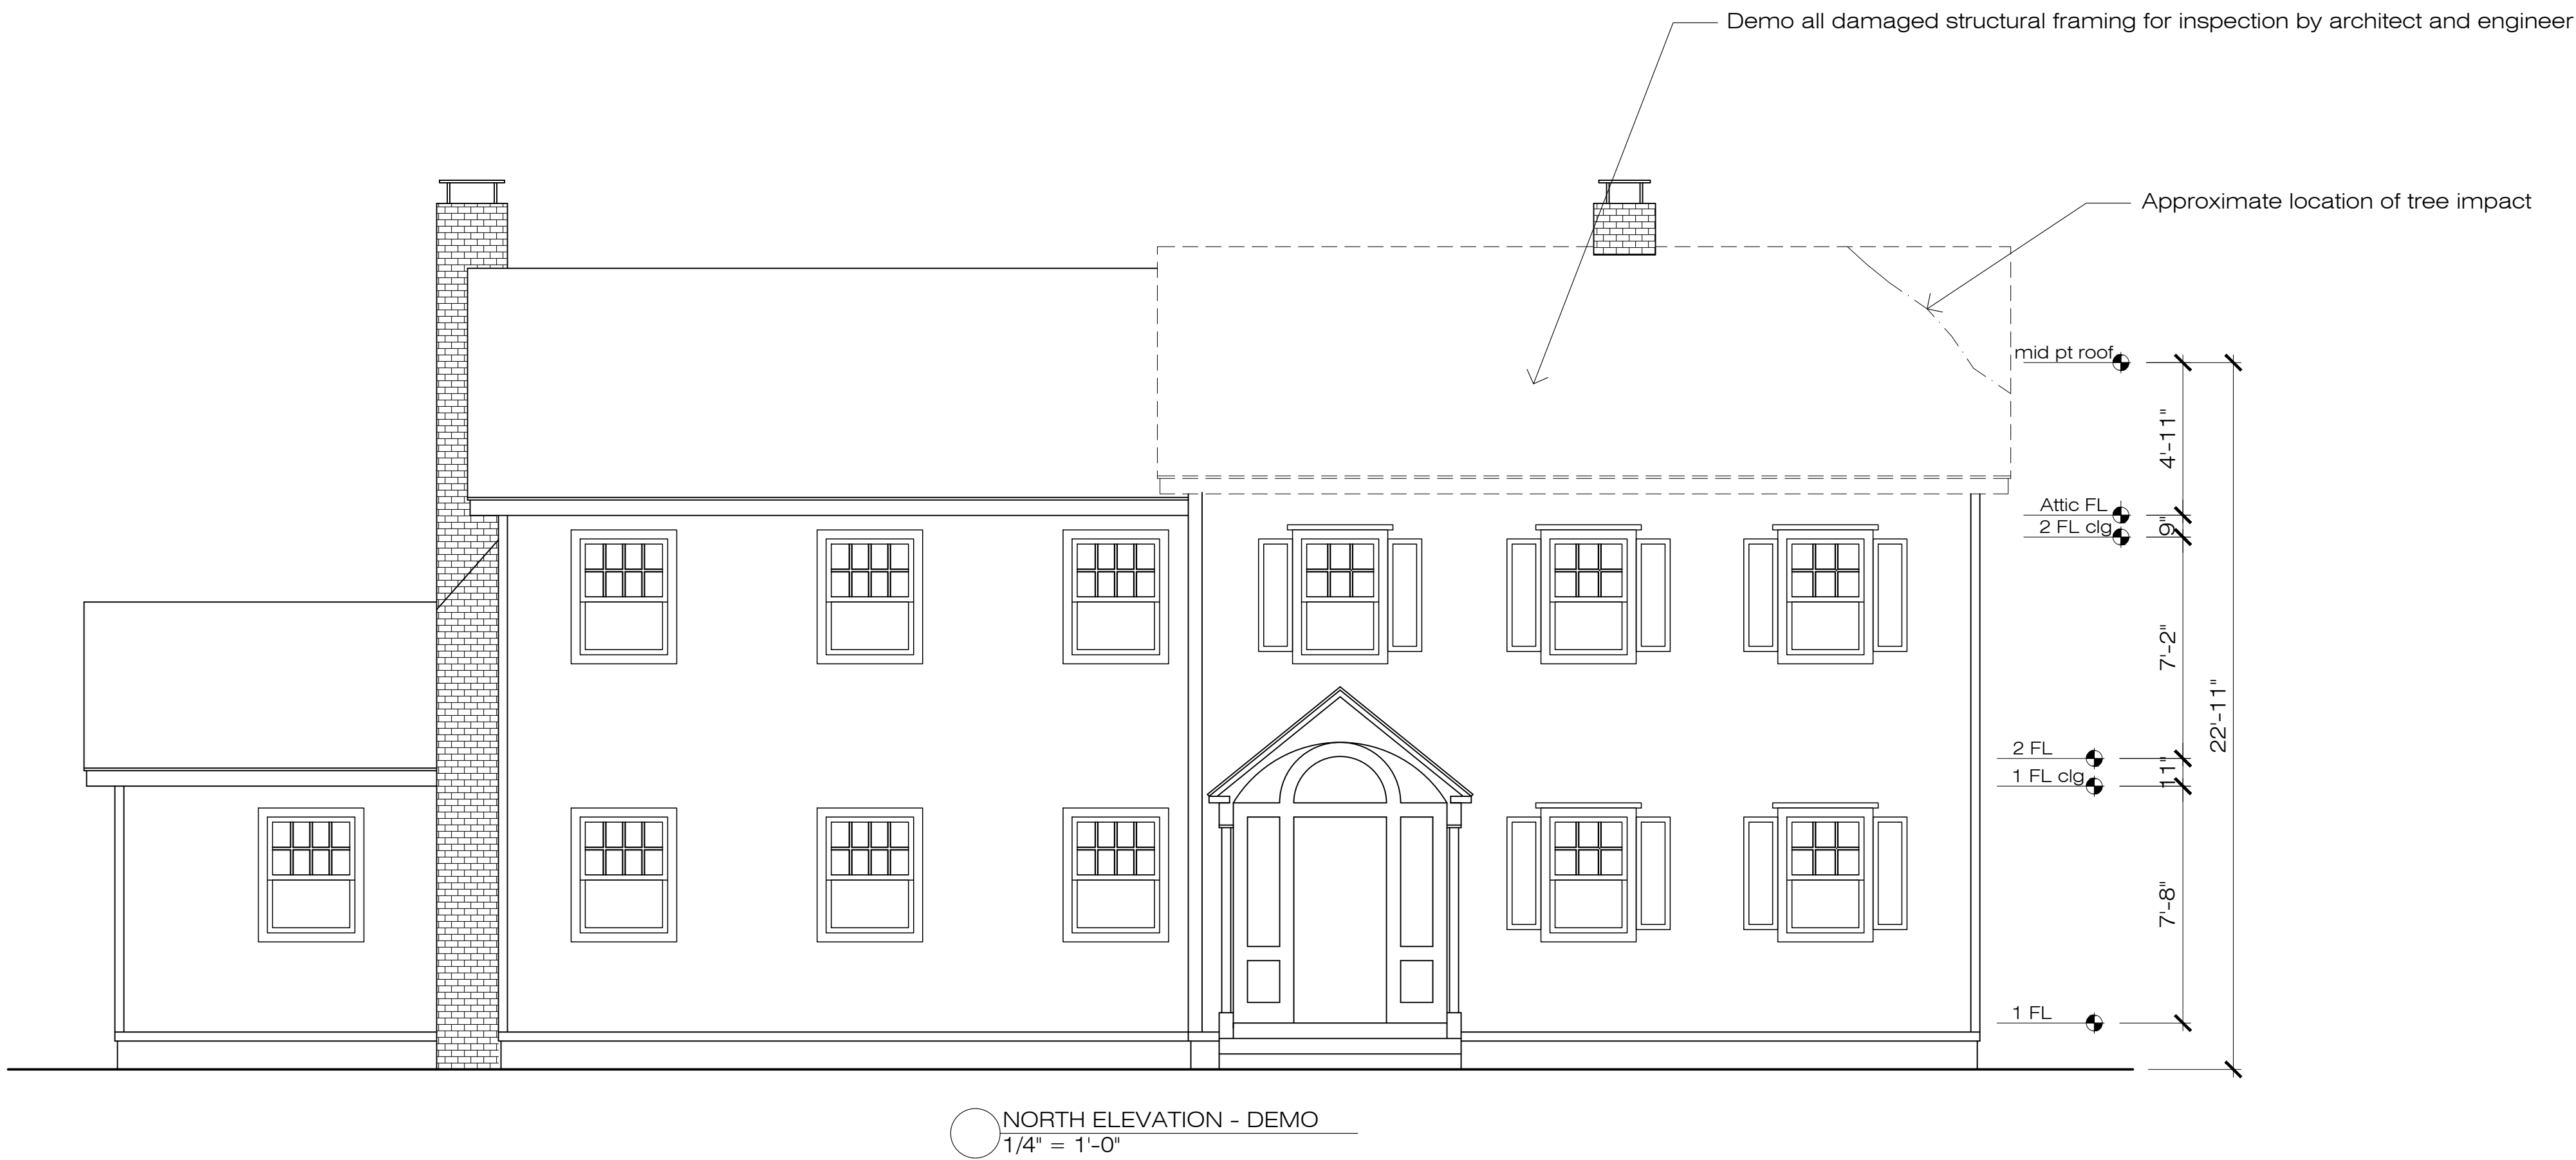 Demo all damaged structural framing for inspection by architect and engineer
Approximate location of tree impact
mid pt roof
4'-11"
Attic FL
9"
2 FL clg
7'-2"
22'-11"
2 FL
11"
1 FL clg
7'-8"
1 FL
NORTH ELEVATION - DEMO
1/4" = 1'-0"